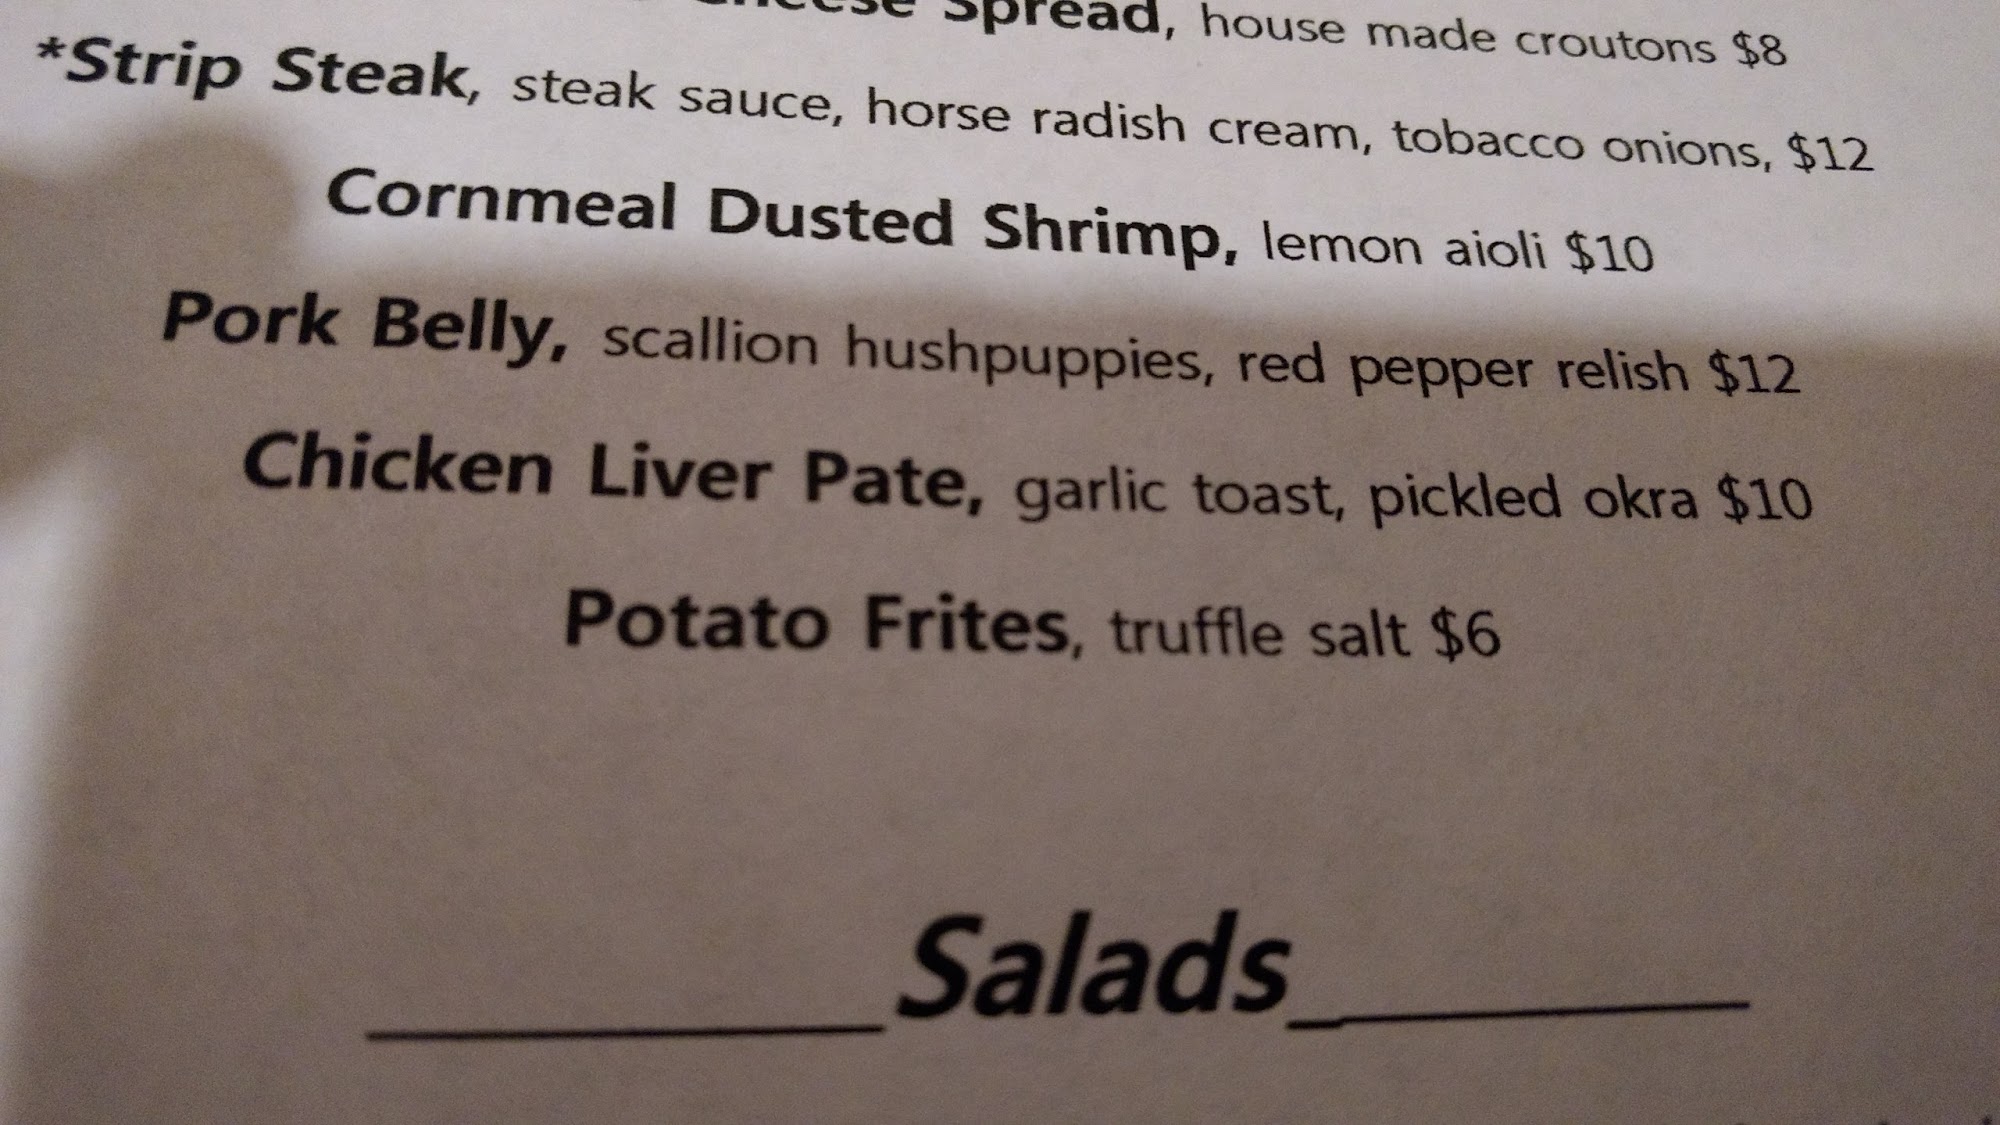 Cheese Spread, house made croutons $8
*Strip Steak, steak sauce, horse radish cream, tobacco onions, $12
Cornmeal Dusted Shrimp, lemon aioli $10
Pork Belly, scallion hushpuppies, red pepper relish $12
Chicken Liver Pate, garlic toast, pickled okra $10
Potato Frites, truffle salt $6
Salads